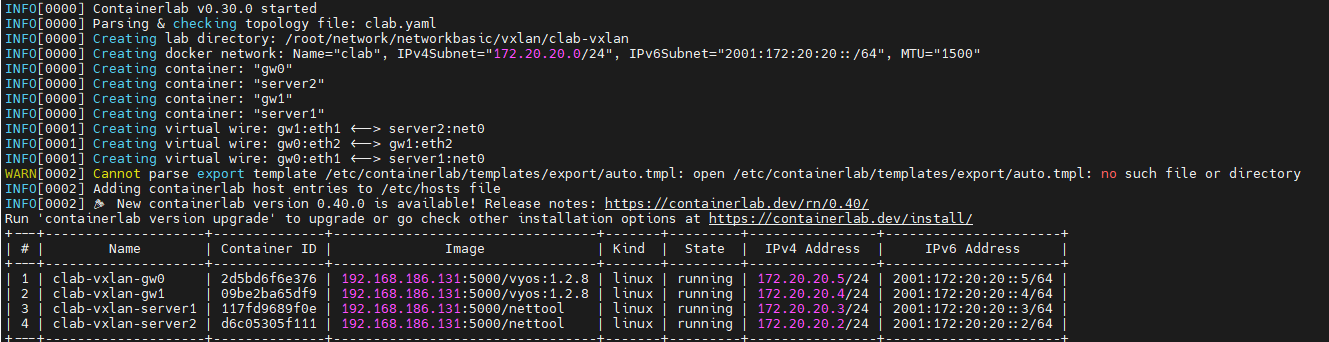 INFO[0000] Containerlab v0.30.0 started
INFO[0000] Parsing & checking topology file: clab.yaml
INFO[0000] Creating lab directory: /root/network/networkbasic/vxlan/clab-vxlan
INFO[0000] Creating docker network: Name="clab", IPv4Subnet="172.20.20.0/24", IPv6Subnet="2001:172:20:20::/64", MTU="1500"
INFO[0000] Creating container: "gw0"
INFO[0000] Creating container: "server2"
INFO[0000] Creating container: "gw1"
INFO[0000] Creating container: "server1"
INFO[0001] Creating virtual wire: gw1:eth1 <--> server2:net0
INFO[0001] Creating virtual wire: gw0:eth2 <--> gw1:eth2
INFO[0001] Creating virtual wire: gw0:eth1 <--> server1:net0
WARN[0002] Cannot parse export template /etc/containerlab/templates/export/auto.tmpl: open /etc/containerlab/templates/export/auto.tmpl: no such file or directory
INFO[0002] Adding containerlab host entries to /etc/hosts file
INFO[0002] 🎉 New containerlab version 0.40.0 is available! Release notes: https://containerlab.dev/rn/0.40/
Run 'containerlab version upgrade' to upgrade or go check other installation options at https://containerlab.dev/install/
| # | Name | Container ID | Image | Kind | State | IPv4 Address | IPv6 Address |
| 1 | clab-vxlan-gw0 | 2d5bd6f6e376 | 192.168.186.131:5000/vyos:1.2.8 | linux | running | 172.20.20.5/24 | 2001:172:20:20::5/64 |
| 2 | clab-vxlan-gw1 | 09be2ba65df9 | 192.168.186.131:5000/vyos:1.2.8 | linux | running | 172.20.20.4/24 | 2001:172:20:20::4/64 |
| 3 | clab-vxlan-server1 | 117fd9689f0e | 192.168.186.131:5000/nettool | linux | running | 172.20.20.3/24 | 2001:172:20:20::3/64 |
| 4 | clab-vxlan-server2 | d6c05305f111 | 192.168.186.131:5000/nettool | linux | running | 172.20.20.2/24 | 2001:172:20:20::2/64 |